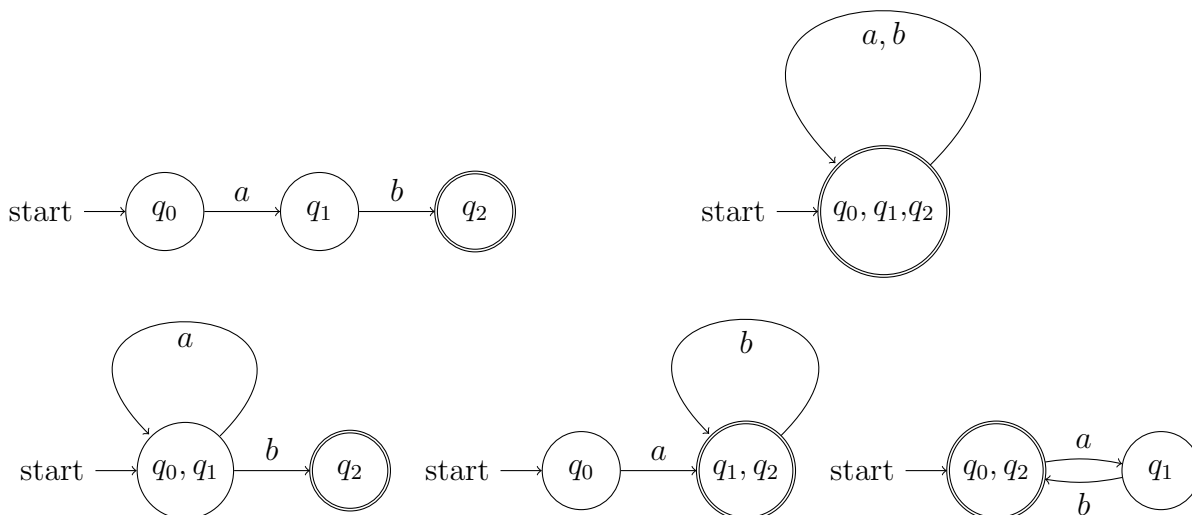 a, b
start q₀ a q₁ b q₂
start q₀, q₁,q₂
a
start q₀, q₁ b q₂
b
start q₀ a q₁, q₂
start q₀, q₂ a q₁
b